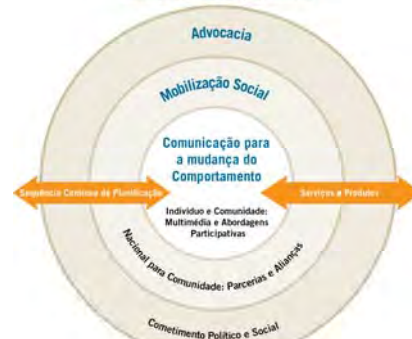 Advocacia
Mobilização Social
Comunicação para
a mudança do
Comportamento
Sequência Contínua de Planificação
Serviços e Produtos
Indivíduo e Comunidade:
Multimédia e Abordagens
Participativas
Nacional para Comunidade: Parcerias e Alianças
Cometimento Político e Social